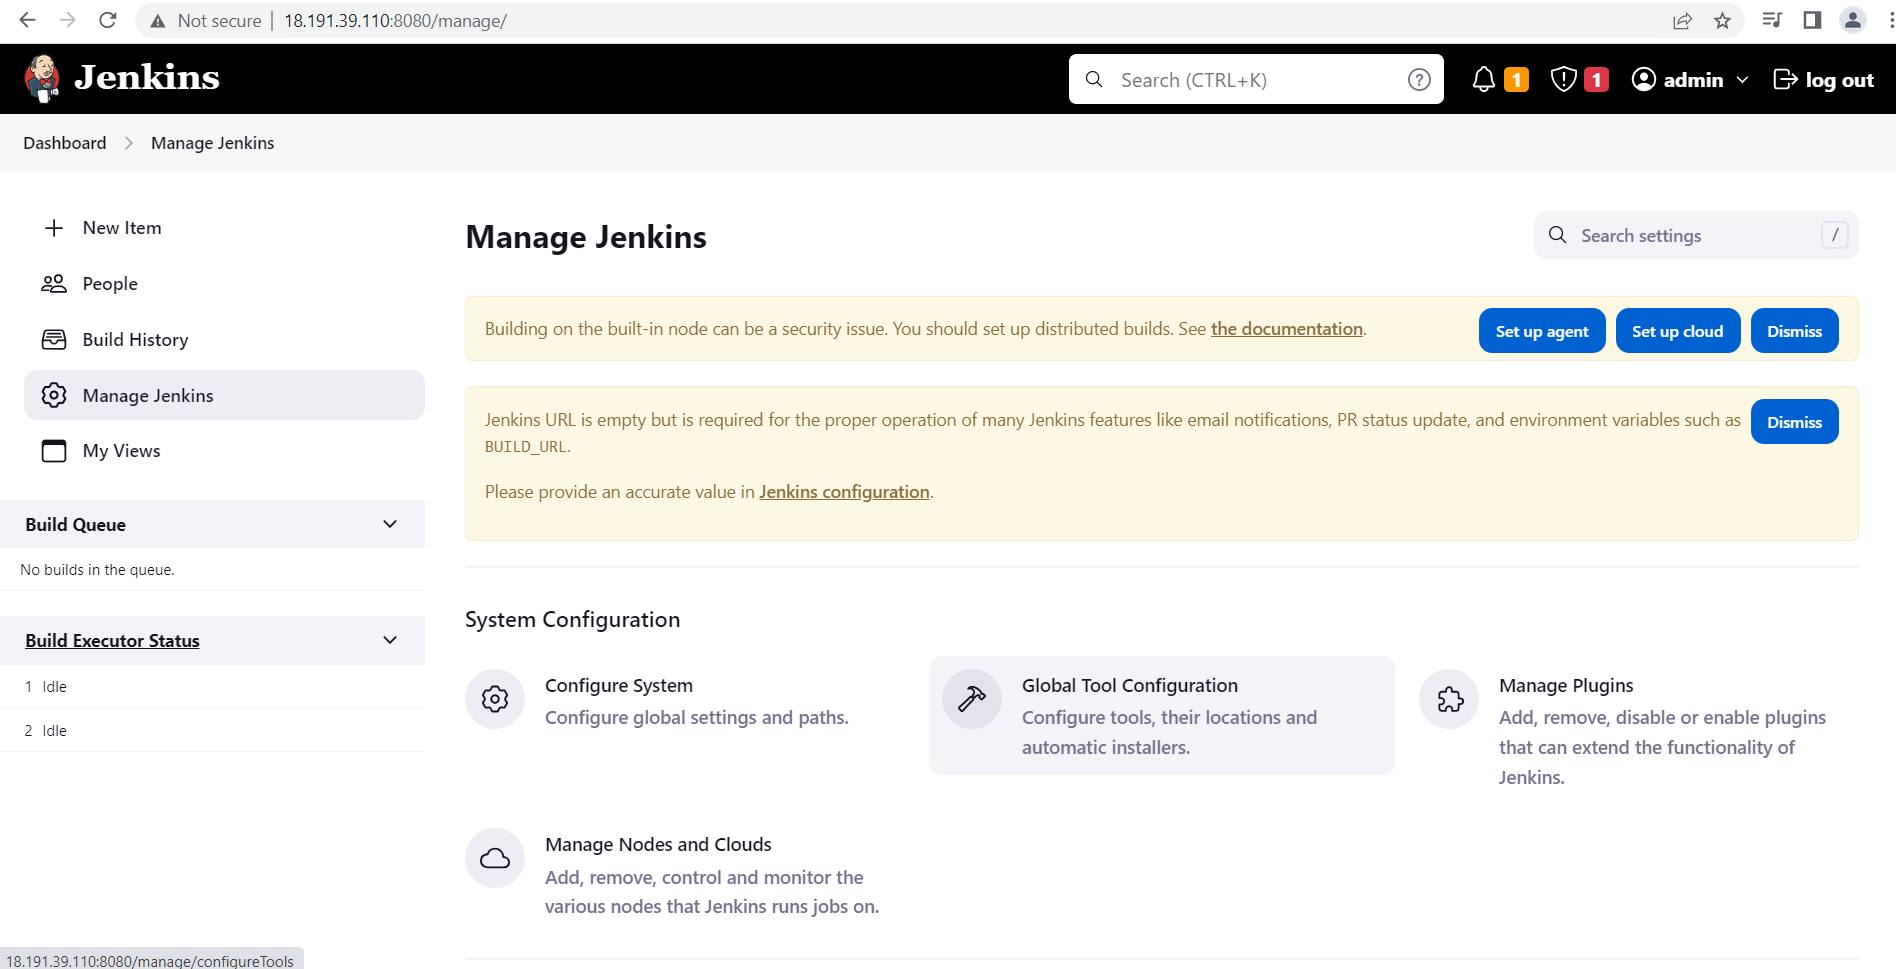 Not secure | 18.191.39.110:8080/manage/
Jenkins
Search (CTRL+K) ?
1
1
admin
log out
Dashboard > Manage Jenkins
New Item
People
Build History
Manage Jenkins
My Views
Build Queue
No builds in the queue.
Build Executor Status
1 Idle
2 Idle
Manage Jenkins
Search settings /
Building on the built-in node can be a security issue. You should set up distributed builds. See the documentation.
Set up agent
Set up cloud
Dismiss
Jenkins URL is empty but is required for the proper operation of many Jenkins features like email notifications, PR status update, and environment variables such as
BUILD_URL.
Dismiss
Please provide an accurate value in Jenkins configuration.
System Configuration
Configure System
Configure global settings and paths.
Global Tool Configuration
Configure tools, their locations and
automatic installers.
Manage Plugins
Add, remove, disable or enable plugins
that can extend the functionality of
Jenkins.
Manage Nodes and Clouds
Add, remove, control and monitor the
various nodes that Jenkins runs jobs on.
18.191.39.110:8080/manage/configureTools